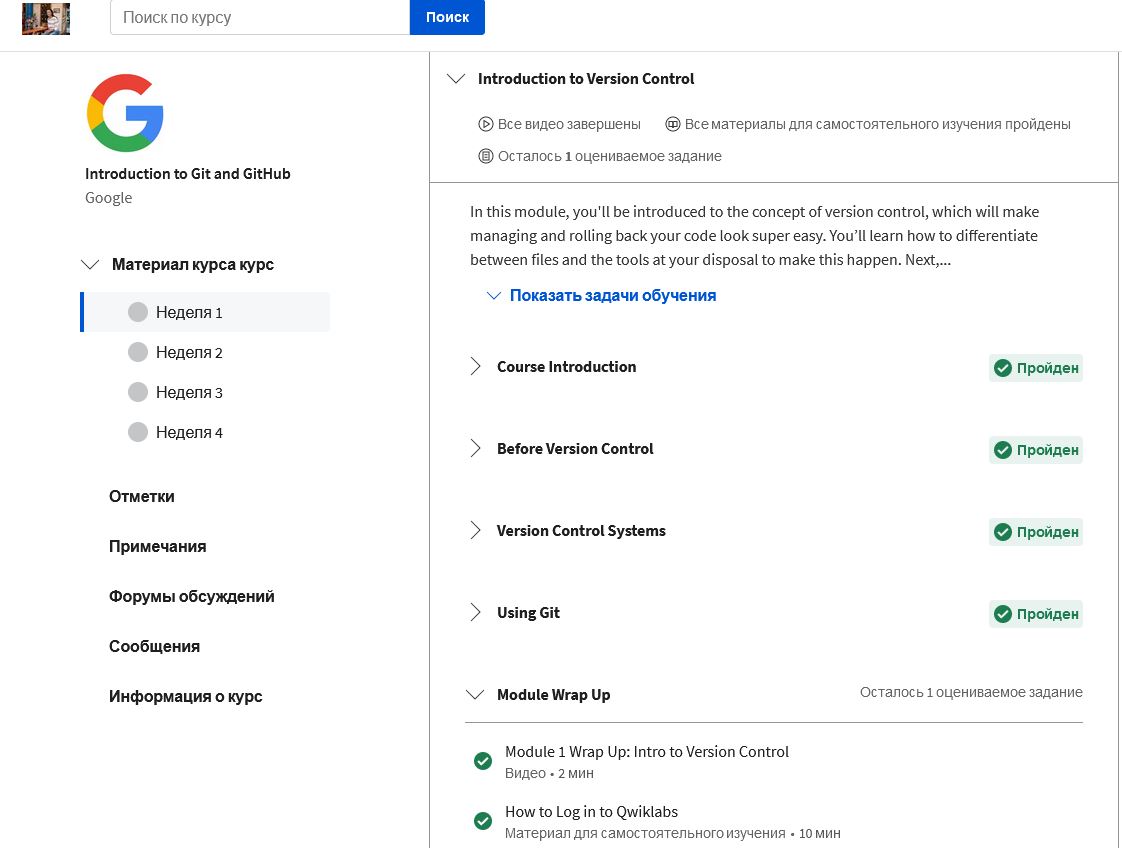 Поиск по курсу
Поиск
Introduction to Git and GitHub
Google
Материал курса курс
Неделя 1
Неделя 2
Неделя 3
Неделя 4
Отметки
Примечания
Форумы обсуждений
Сообщения
Информация о курс
Introduction to Version Control
Все видео завершены Все материалы для самостоятельного изучения пройдены
Осталось 1 оцениваемое задание
In this module, you'll be introduced to the concept of version control, which will make
managing and rolling back your code look super easy. You’ll learn how to differentiate
between files and the tools at your disposal to make this happen. Next,...
Показать задачи обучения
Course Introduction Пройден
Before Version Control Пройден
Version Control Systems Пройден
Using Git Пройден
Module Wrap Up Осталось 1 оцениваемое задание
Module 1 Wrap Up: Intro to Version Control
Видео • 2 мин
How to Log in to Qwiklabs
Материал для самостоятельного изучения • 10 мин